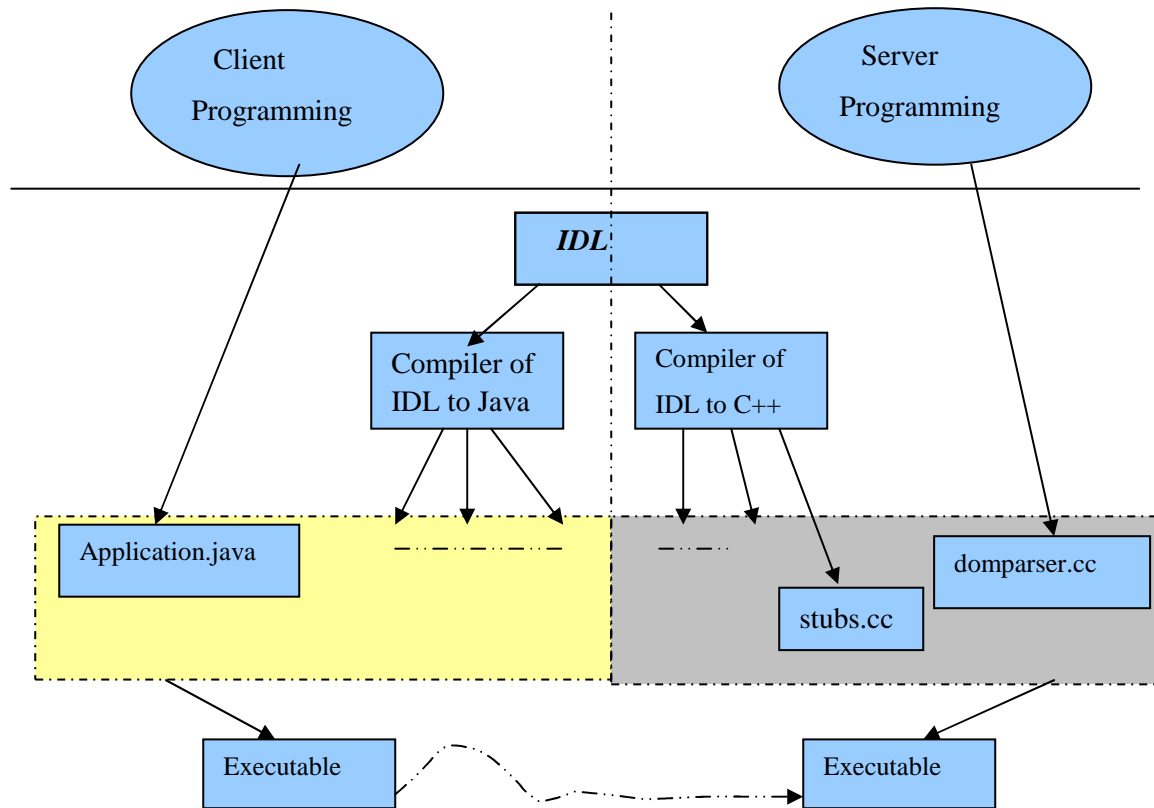 Client
Programming
Server
Programming
IDL
Compiler of
IDL to Java
Compiler of
IDL to C++
Application.java
domparser.cc
stubs.cc
Executable
Executable